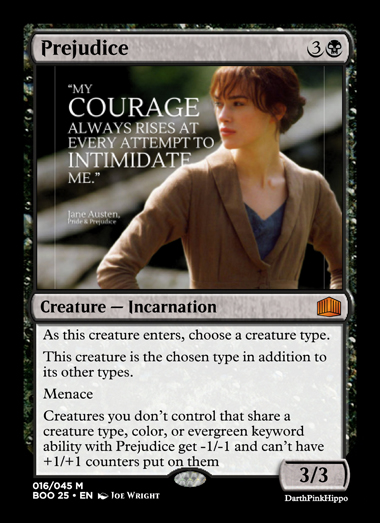 Prejudice
3
"MY
COURAGE
ALWAYS RISES AT
EVERY ATTEMPT TO
INTIMIDATE
ME."
Jane Austen,
Pride & Prejudice
Creature — Incarnation
As this creature enters, choose a creature type.
This creature is the chosen type in addition to
its other types.
Menace
Creatures you don't control that share a
creature type, color, or evergreen keyword
ability with Prejudice get -1/-1 and can't have
+1/+1 counters put on them
3/3
016/045 M
BOO 25 • EN Joe Wright
DarthPinkHippo